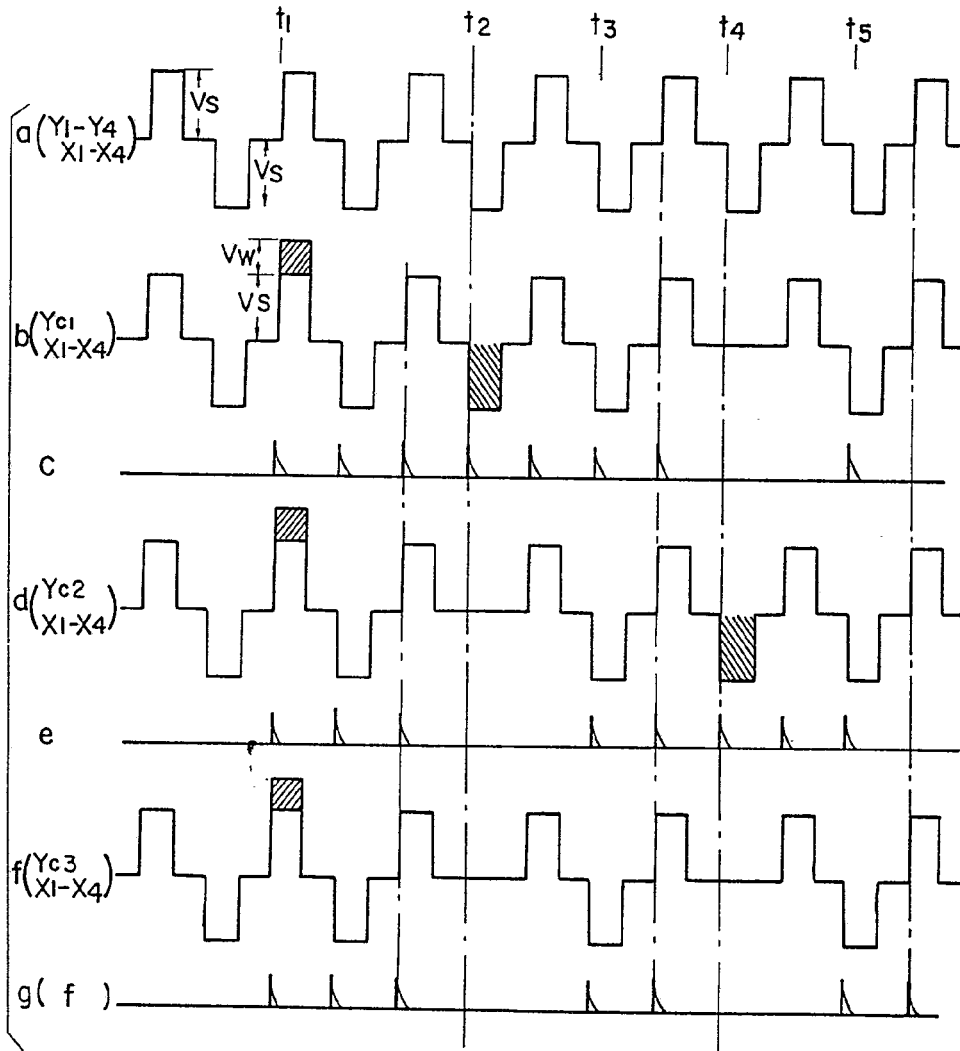 t1 t2 t3 t4 t5
VS
a(Y1-Y4
X1-X4)
VS
VW
VS
b(Yc1
X1-X4)
c
d(Yc2
X1-X4)
e
f(Yc3
X1-X4)
g( f )